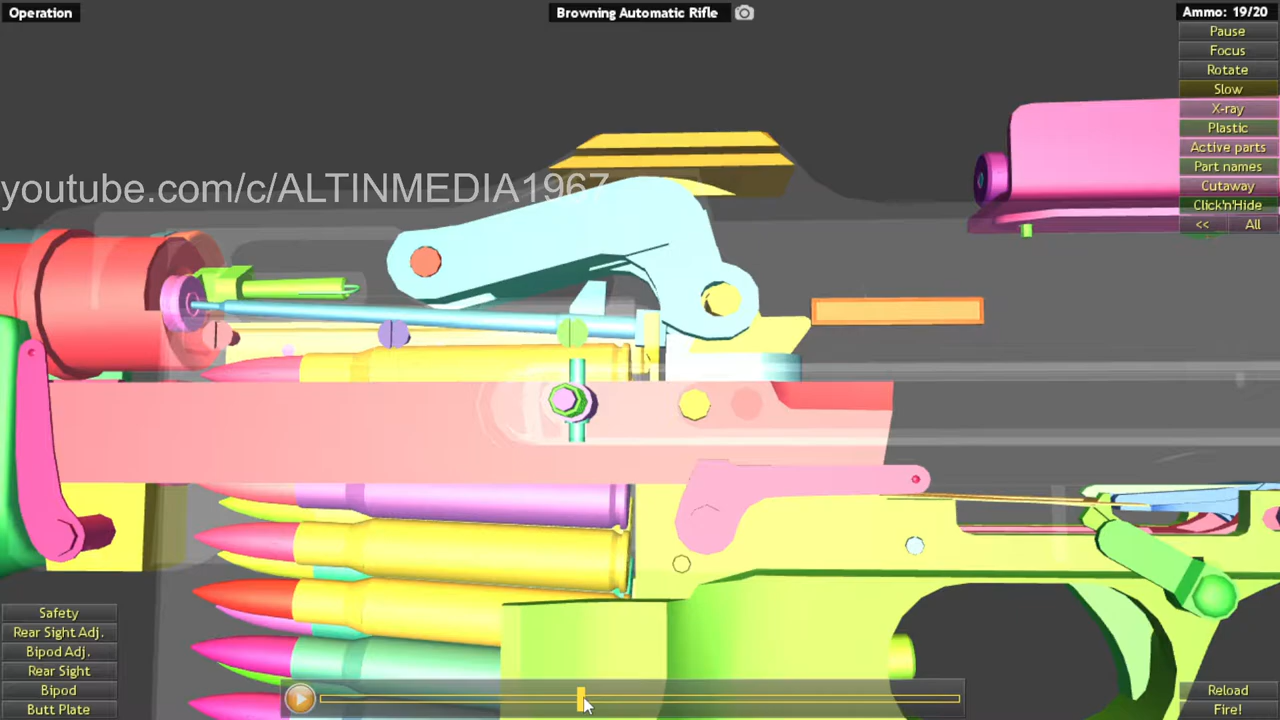 Operation
Browning Automatic Rifle
Ammo: 19/20
Pause
Focus
Rotate
Slow
X-ray
Plastic
Active parts
Part names
Cutaway
Click'n'Hide
<< All
youtube.com/c/ALTINMEDIA1967
Safety
Rear Sight Adj.
Bipod Adj.
Rear Sight
Bipod
Butt Plate
Reload
Fire!